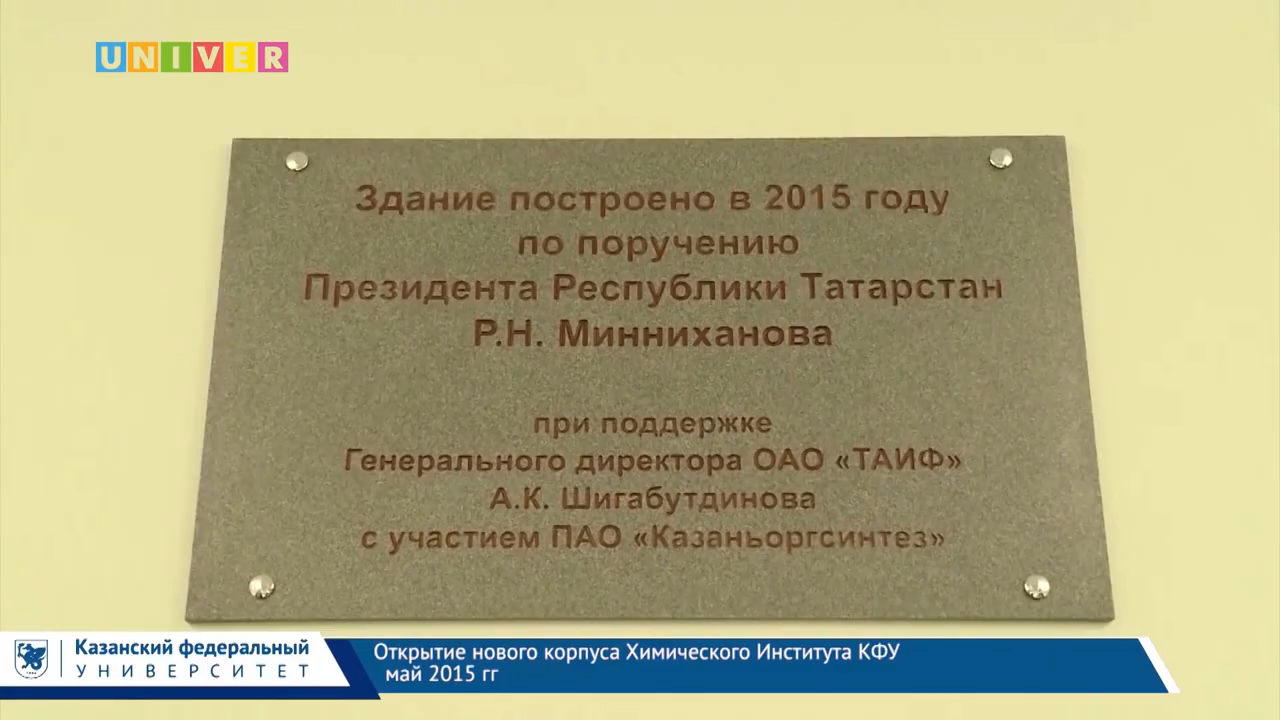 UNIVER
Здание построено в 2015 году
по поручению
Президента Республики Татарстан
Р.Н. Минниханова
при поддержке
Генерального директора ОАО «ТАИФ»
А.К. Шигабутдинова
с участием ПАО «Казаньоргсинтез»
Казанский федеральный
УНИВЕРСИТЕТ
Открытие нового корпуса Химического Института КФУ
май 2015 гг